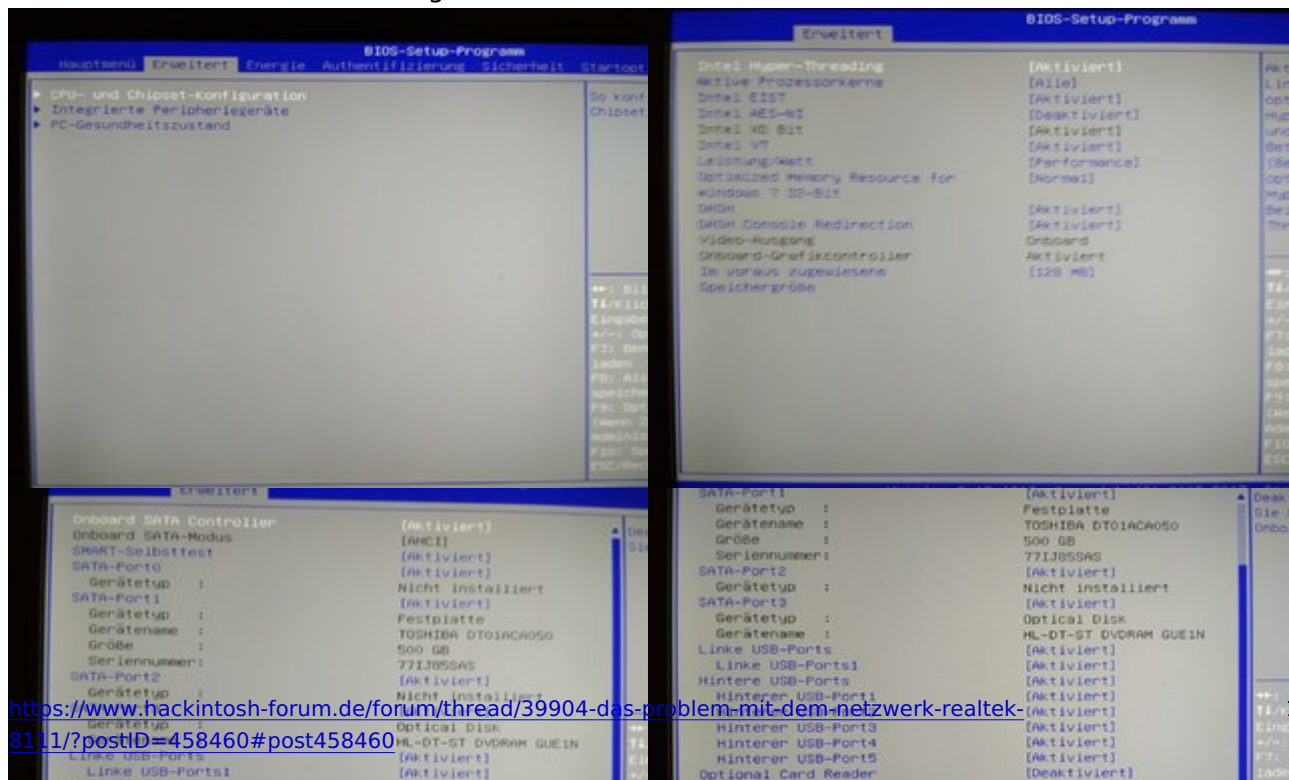 BIOS-Setup-Programm
Hauptmenü Erweitert Energie Authentifizierung Sicherheit Startopt
CPU- und Chipset-Konfiguration
Integrierte Peripheriegeräte
PC-Gesundheitszustand
So konf
Chipset
BIOS-Setup-Programm
Erweitert
Intel Hyper-Threading [Aktiviert]
Aktive Prozessorkerne [Alle]
Intel EIST [Aktiviert]
Intel AES-NI [Deaktiviert]
Intel XD Bit [Aktiviert]
Intel VT [Aktiviert]
Leistung/Watt [Performance]
Optimized Memory Resource for [Normal]
Windows 7 32-Bit
DASH [Aktiviert]
DASH Console Redirection [Aktiviert]
Video-Ausgang Onboard
Onboard-Grafikcontroller Aktiviert
Im voraus zugewiesene [128 MB]
Speichergröße
Erweitert
Onboard SATA Controller [Aktiviert]
Onboard SATA-Modus [AHCI]
SMART-Selbsttest [Aktiviert]
SATA-Port0 [Aktiviert]
Gerätetyp : Nicht installiert
SATA-Port1 [Aktiviert]
Gerätetyp : Festplatte
Gerätename : TOSHIBA DT01ACA050
Größe : 500 GB
Seriennummer: 77IJ85SAS
SATA-Port2 [Aktiviert]
Gerätetyp : Nicht installiert
Gerätetyp : Optical Disk
HL-DT-ST DVDRAM GUE1N
Linke USB-Ports [Aktiviert]
Linke USB-Ports1 [Aktiviert]
SATA-Port1 [Aktiviert]
Gerätetyp : Festplatte
Gerätename : TOSHIBA DT01ACA050
Größe : 500 GB
Seriennummer: 77IJ85SAS
SATA-Port2 [Aktiviert]
Gerätetyp : Nicht installiert
SATA-Port3 [Aktiviert]
Gerätetyp : Optical Disk
Gerätename : HL-DT-ST DVDRAM GUE1N
Linke USB-Ports [Aktiviert]
Linke USB-Ports1 [Aktiviert]
Hintere USB-Ports [Aktiviert]
Hinterer USB-Port1 [Aktiviert]
[Aktiviert]
Hinterer USB-Port3 [Aktiviert]
Hinterer USB-Port4 [Aktiviert]
Hinterer USB-Port5 [Aktiviert]
Optional Card Reader [Deaktiviert]
https://www.hackintosh-forum.de/forum/thread/39904-das-problem-mit-dem-netzwerk-realtek-
8111/?postID=458460#post458460